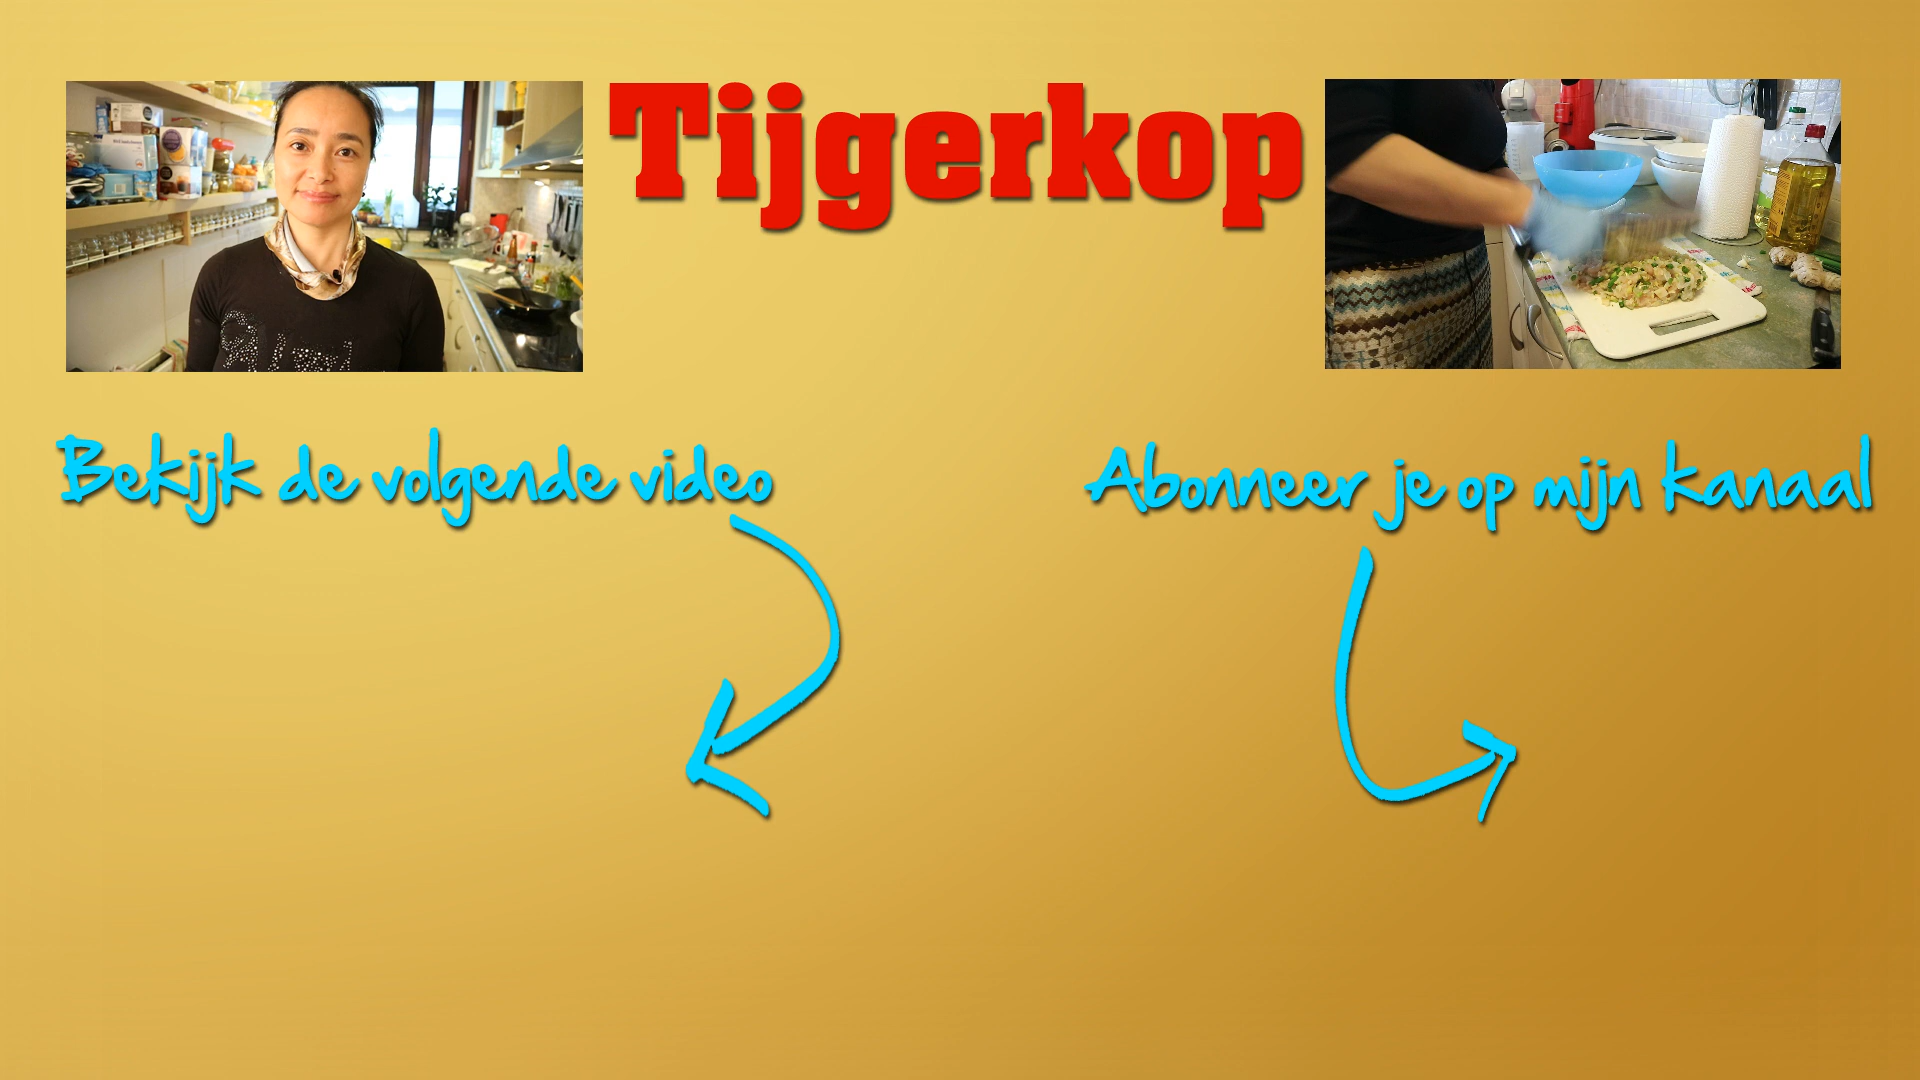 Tijgerkop
Bekijk de volgende video
Abonneer je op mijn kanaal